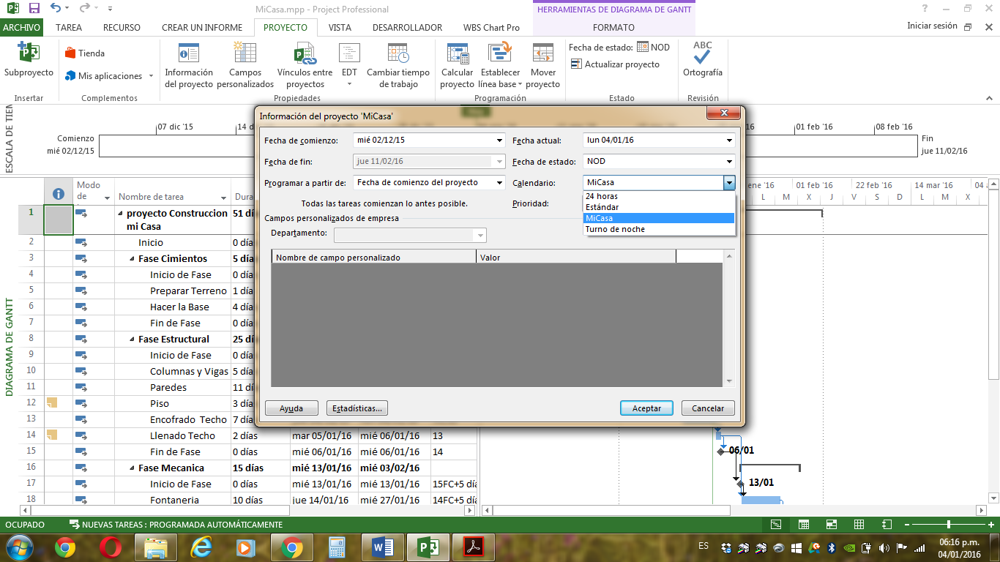 MiCasa.mpp - Project Professional
HERRAMIENTAS DE DIAGRAMA DE GANTT
ARCHIVO TAREA RECURSO CREAR UN INFORME PROYECTO VISTA DESARROLLADOR WBS Chart Pro FORMATO Iniciar sesión
Subproyecto
Insertar
Tienda
Mis aplicaciones
Complementos
Información del proyecto
Campos personalizados
Vínculos entre proyectos
EDT
Cambiar tiempo de trabajo
Propiedades
Calcular proyecto
Establecer línea base
Mover proyecto
Programación
Fecha de estado: NOD
Actualizar proyecto
Estado
ABC
Ortografía
Revisión
ESCALA DE TIEM
07 dic '15
14 d
16
01 feb '16
08 feb '16
Comienzo
mié 02/12/15
Fin
jue 11/02/16
Información del proyecto 'MiCasa'
Fecha de comienzo: mié 02/12/15
Fecha actual: lun 04/01/16
Fecha de fin: jue 11/02/16
Fecha de estado: NOD
Programar a partir de: Fecha de comienzo del proyecto
Calendario: MiCasa
24 horas
Estándar
MiCasa
Turno de noche
Todas las tareas comienzan lo antes posible.
Prioridad:
Campos personalizados de empresa
Departamento:
Nombre de campo personalizado Valor
Ayuda Estadísticas... Aceptar Cancelar
DIAGRAMA DE GANTT
Modo de
Nombre de tarea
Dura
ene '16 01 feb '16 22 feb '16 14 mar '16 04 a
L M X J V S D L M X
1 proyecto Construccion mi Casa 51 dí
2 Inicio 0 días
3 Fase Cimientos 5 días
4 Inicio de Fase 0 días
5 Preparar Terreno 1 día
6 Hacer la Base 4 días
7 Fin de Fase 0 días
8 Fase Estructural 25 día
9 Inicio de Fase 0 días
10 Columnas y Vigas 5 días
11 Paredes 11 día
12 Piso 3 días
13 Encofrado Techo 7 días
14 Llenado Techo 2 días mar 05/01/16 mié 06/01/16 13
15 Fin de Fase 0 días mié 06/01/16 mié 06/01/16 14
16 Fase Mecanica 15 días mié 13/01/16 mié 03/02/16
17 Inicio de Fase 0 días mié 13/01/16 mié 13/01/16 15FC+5 día
18 Fontaneria 10 días jue 14/01/16 mié 27/01/16 14FC+5 día
06/01
13/01
OCUPADO NUEVAS TAREAS : PROGRAMADA AUTOMÁTICAMENTE
ES
06:16 p.m.
04/01/2016